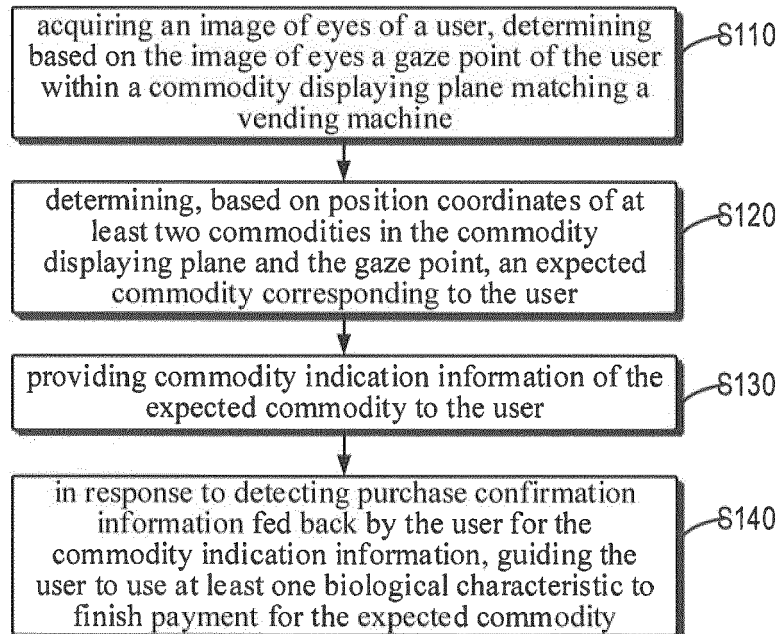 acquiring an image of eyes of a user, determining
based on the image of eyes a gaze point of the user
within a commodity displaying plane matching a
vending machine
S110
determining, based on position coordinates of at
least two commodities in the commodity
displaying plane and the gaze point, an expected
commodity corresponding to the user
S120
providing commodity indication information of the
expected commodity to the user
S130
in response to detecting purchase confirmation
information fed back by the user for the
commodity indication information, guiding the
user to use at least one biological characteristic to
finish payment for the expected commodity
S140